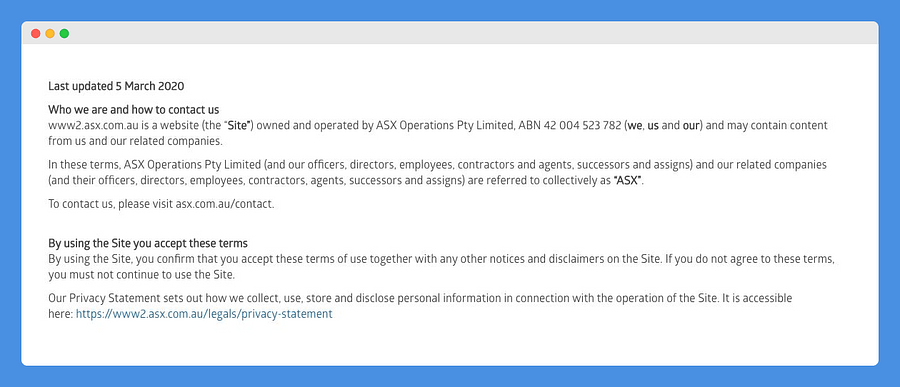 Last updated 5 March 2020
Who we are and how to contact us
www2.asx.com.au is a website (the "Site") owned and operated by ASX Operations Pty Limited, ABN 42 004 523 782 (we, us and our) and may contain content
from us and our related companies.
In these terms, ASX Operations Pty Limited (and our officers, directors, employees, contractors and agents, successors and assigns) and our related companies
(and their officers, directors, employees, contractors, agents, successors and assigns) are referred to collectively as "ASX".
To contact us, please visit asx.com.au/contact.
By using the Site you accept these terms
By using the Site, you confirm that you accept these terms of use together with any other notices and disclaimers on the Site. If you do not agree to these terms,
you must not continue to use the Site.
Our Privacy Statement sets out how we collect, use, store and disclose personal information in connection with the operation of the Site. It is accessible
here: https://www2.asx.com.au/legals/privacy-statement